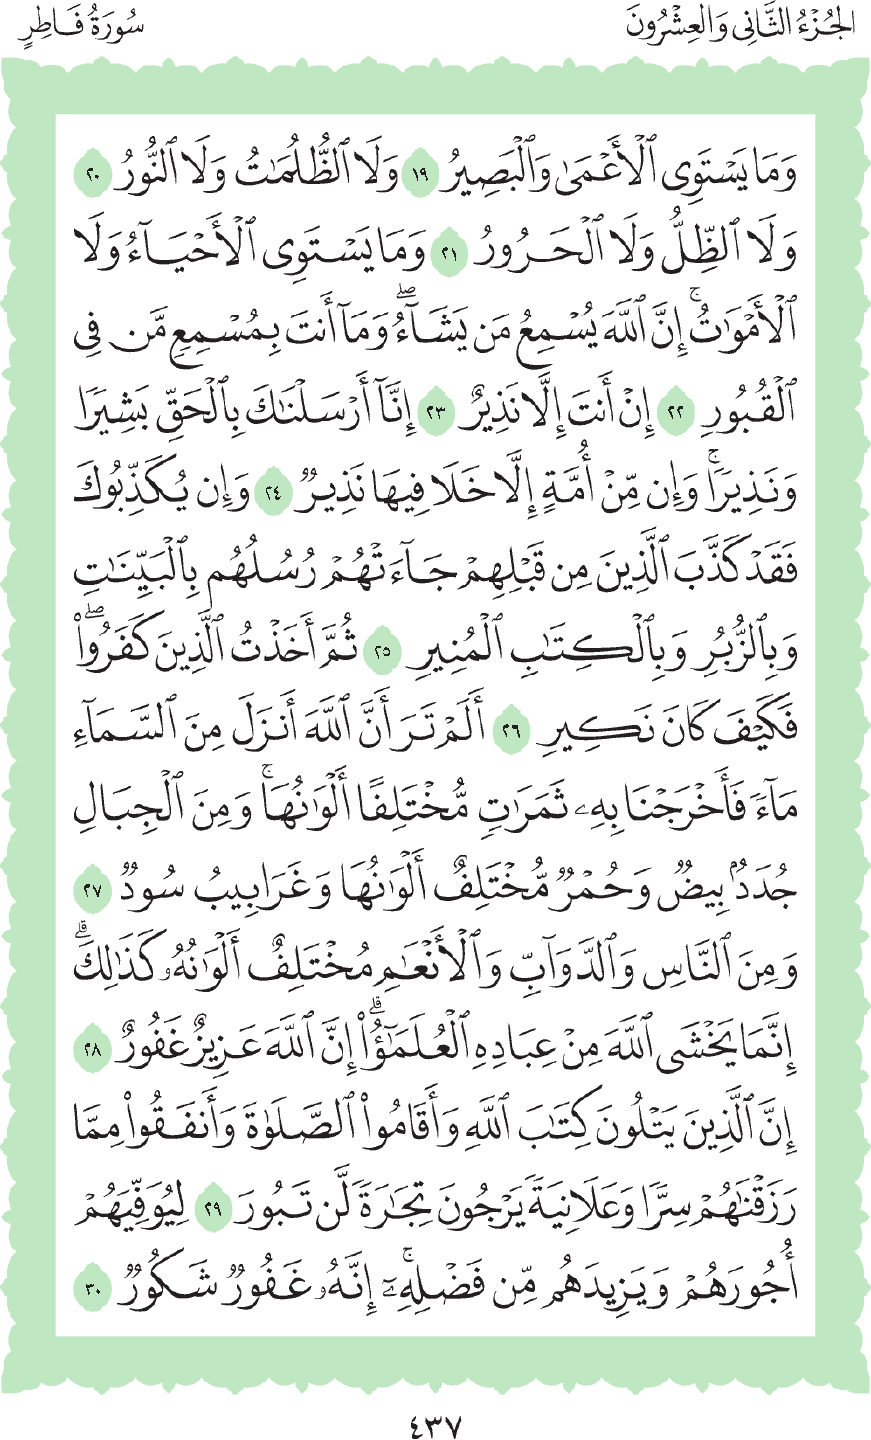 الجُزْءُ الثَّانِي وَالعِشْرُونَ
سُورَةُ فَاطِرٍ
وَمَا يَسْتَوِي ٱلْأَعْمَىٰ وَٱلْبَصِيرُ ١٩ وَلَا ٱلظُّلُمَٰتُ وَلَا ٱلنُّورُ ٢٠
وَلَا ٱلظِّلُّ وَلَا ٱلْحَرُورُ ٢١ وَمَا يَسْتَوِي ٱلْأَحْيَآءُ وَلَا
ٱلْأَمْوَٰتُۚ إِنَّ ٱللَّهَ يُسْمِعُ مَن يَشَآءُۖ وَمَآ أَنتَ بِمُسْمِعٍ مَّن فِي
ٱلْقُبُورِ ٢٢ إِنْ أَنتَ إِلَّا نَذِيرٌ ٢٣ إِنَّآ أَرْسَلْنَٰكَ بِٱلْحَقِّ بَشِيرًا
وَنَذِيرًاۚ وَإِن مِّنْ أُمَّةٍ إِلَّا خَلَا فِيهَا نَذِيرٌ ٢٤ وَإِن يُكَذِّبُوكَ
فَقَدْ كَذَّبَ ٱلَّذِينَ مِن قَبْلِهِمْ جَآءَتْهُمْ رُسُلُهُم بِٱلْبَيِّنَٰتِ
وَبِٱلزُّبُرِ وَبِٱلْكِتَٰبِ ٱلْمُنِيرِ ٢٥ ثُمَّ أَخَذْتُ ٱلَّذِينَ كَفَرُوا۟ۖ
فَكَيْفَ كَانَ نَكِيرِ ٢٦ أَلَمْ تَرَ أَنَّ ٱللَّهَ أَنزَلَ مِنَ ٱلسَّمَآءِ
مَآءً فَأَخْرَجْنَا بِهِۦ ثَمَرَٰتٍ مُّخْتَلِفًا أَلْوَٰنُهَاۚ وَمِنَ ٱلْجِبَالِ
جُدَدٌۢ بِيضٌ وَحُمْرٌ مُّخْتَلِفٌ أَلْوَٰنُهَا وَغَرَابِيبُ سُودٌ ٢٧
وَمِنَ ٱلنَّاسِ وَٱلدَّوَآبِّ وَٱلْأَنْعَٰمِ مُخْتَلِفٌ أَلْوَٰنُهُۥ كَذَٰلِكَۗ
إِنَّمَا يَخْشَى ٱللَّهَ مِنْ عِبَادِهِ ٱلْعُلَمَٰٓؤُا۟ۗ إِنَّ ٱللَّهَ عَزِيزٌ غَفُورٌ ٢٨
إِنَّ ٱلَّذِينَ يَتْلُونَ كِتَٰبَ ٱللَّهِ وَأَقَامُوا۟ ٱلصَّلَوٰةَ وَأَنفَقُوا۟ مِمَّا
رَزَقْنَٰهُمْ سِرًّا وَعَلَانِيَةً يَرْجُونَ تِجَٰرَةً لَّن تَبُورَ ٢٩ لِيُوَفِّيَهُمْ
أُجُورَهُمْ وَيَزِيدَهُم مِّن فَضْلِهِۦٓۚ إِنَّهُۥ غَفُورٌ شَكُورٌ ٣٠
٤٣٧